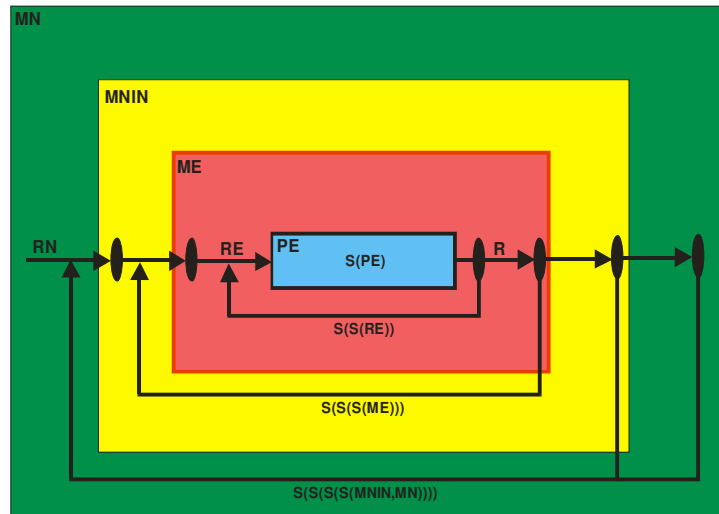 MN
MNIN
ME
RN
RE
PE
R
S(PE)
S(S(RE))
S(S(S(ME)))
S(S(S(S(MNIN,MN))))